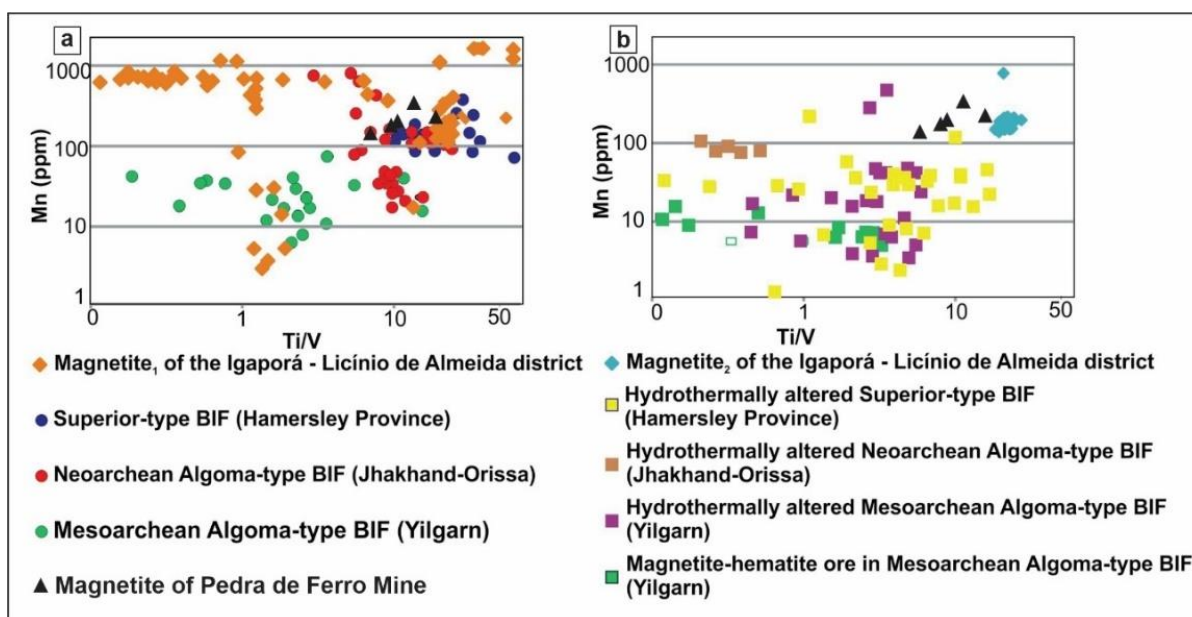 a
Mn (ppm)
1000
100
10
1
0
1
10
50
Ti/V
b
Mn (ppm)
1000
100
10
1
0
1
10
50
Ti/V
Magnetite₁ of the Igaporá - Licínio de Almeida district
Superior-type BIF (Hamersley Province)
Neoarchean Algoma-type BIF (Jhakhand-Orissa)
Mesoarchean Algoma-type BIF (Yilgarn)
Magnetite of Pedra de Ferro Mine
Magnetite₂ of the Igaporá - Licínio de Almeida district
Hydrothermally altered Superior-type BIF
(Hamersley Province)
Hydrothermally altered Neoarchean Algoma-type BIF
(Jhakhand-Orissa)
Hydrothermally altered Mesoarchean Algoma-type BIF
(Yilgarn)
Magnetite-hematite ore in Mesoarchean Algoma-type BIF
(Yilgarn)